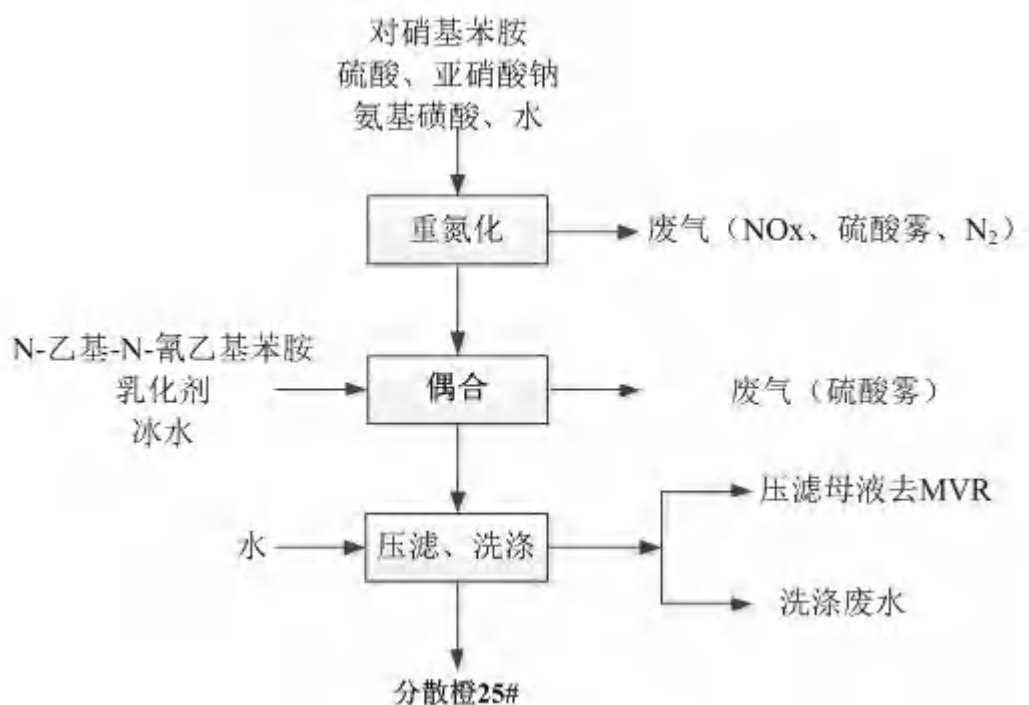 对硝基苯胺
硫酸、亚硝酸钠
氨基磺酸、水
重氮化
废气（NOx、硫酸雾、N₂）
N-乙基-N-氰乙基苯胺
乳化剂
冰水
偶合
废气（硫酸雾）
压滤母液去MVR
水
压滤、洗涤
洗涤废水
分散橙25#